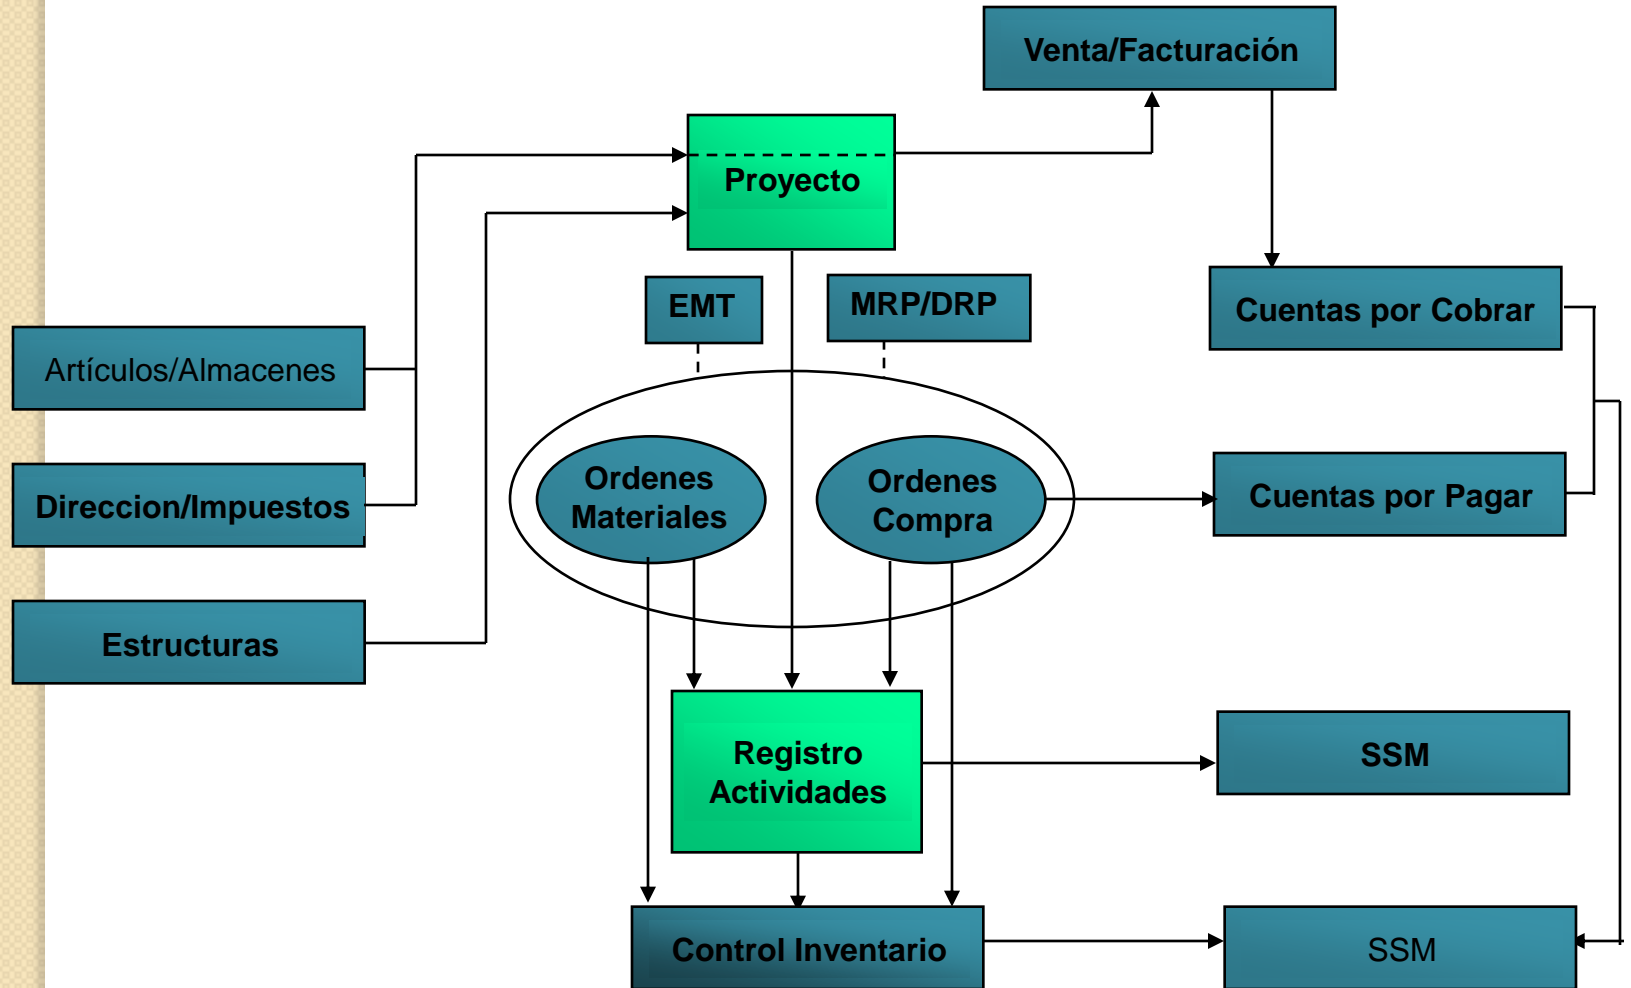 Venta/Facturación
Proyecto
EMT
MRP/DRP
Cuentas por Cobrar
Artículos/Almacenes
Ordenes
Materiales
Ordenes
Compra
Cuentas por Pagar
Direccion/Impuestos
Estructuras
Registro
Actividades
SSM
Control Inventario
SSM